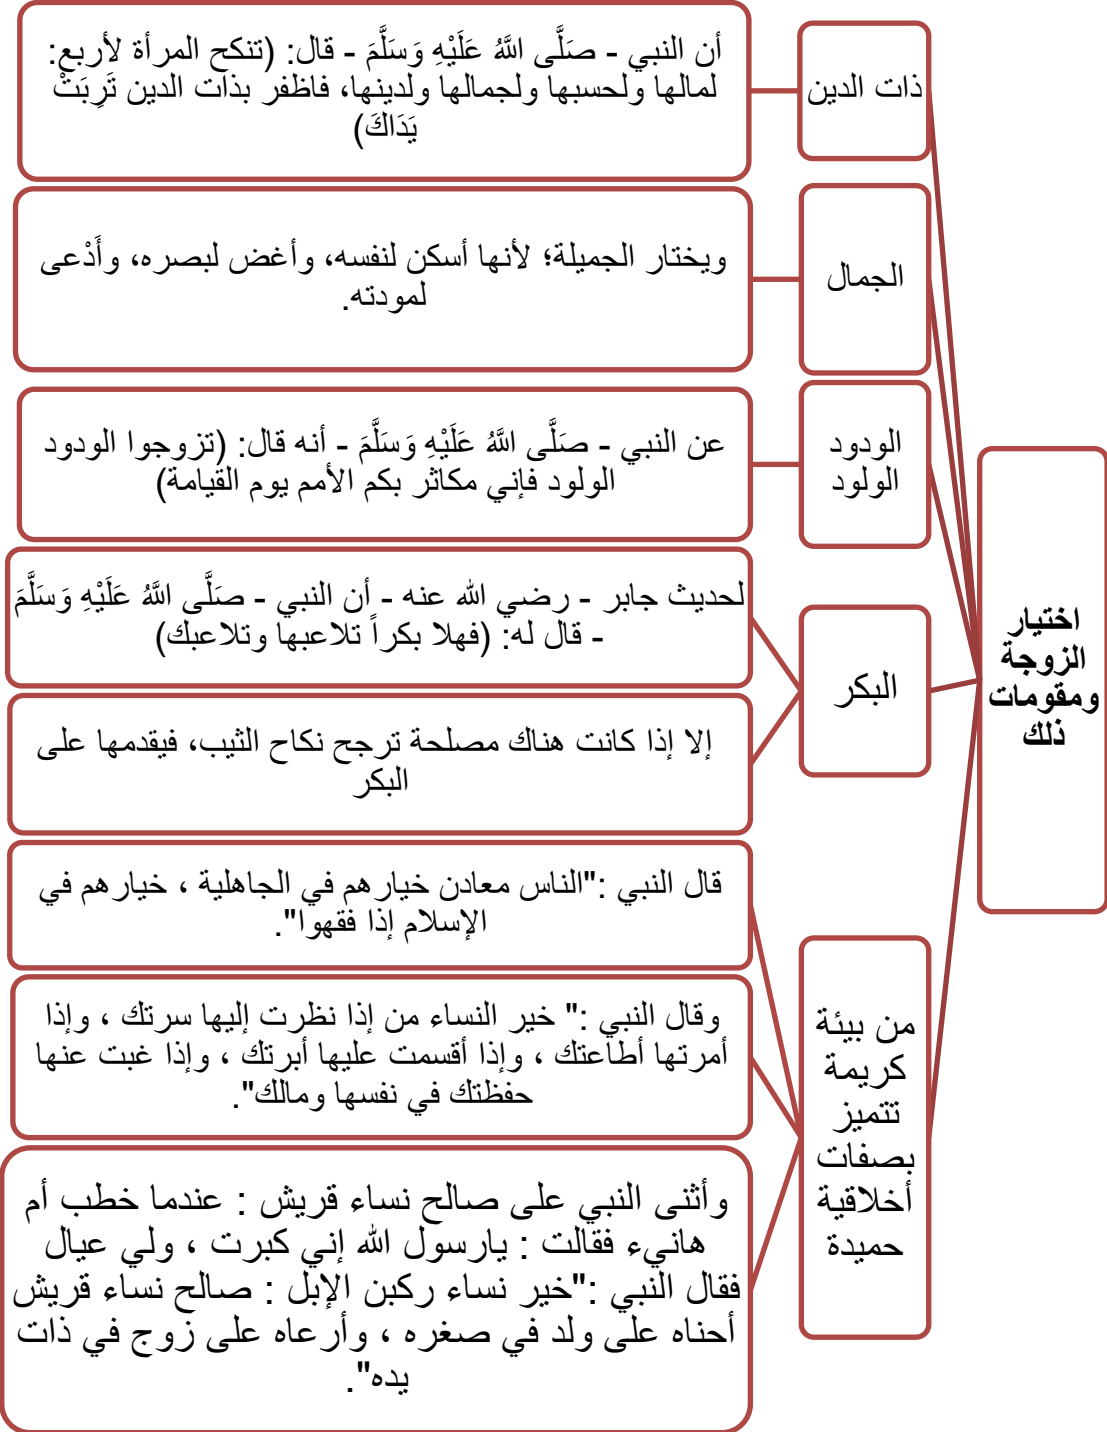 اختيار
الزوجة
ومقومات
ذلك
ذات الدين
أن النبي - صَلَّى اللَّهُ عَلَيْهِ وَسَلَّمَ - قال: (تنكح المرأة لأربع:
لمالها ولحسبها ولجمالها ولدينها، فاظفر بذات الدين تَرِبَتْ
يَدَاكَ)
الجمال
ويختار الجميلة؛ لأنها أسكن لنفسه، وأغض لبصره، وأَدْعى
لمودته.
الودود
الولود
عن النبي - صَلَّى اللَّهُ عَلَيْهِ وَسَلَّمَ - أنه قال: (تزوجوا الودود
الولود فإني مكاثر بكم الأمم يوم القيامة)
البكر
لحديث جابر - رضي الله عنه - أن النبي - صَلَّى اللَّهُ عَلَيْهِ وَسَلَّمَ
- قال له: (فهلا بكراً تلاعبها وتلاعبك)
إلا إذا كانت هناك مصلحة ترجح نكاح الثيب، فيقدمها على
البكر
من بيئة
كريمة
تتميز
بصفات
أخلاقية
حميدة
قال النبي :"الناس معادن خيارهم في الجاهلية ، خيارهم في
الإسلام إذا فقهوا".
وقال النبي :" خير النساء من إذا نظرت إليها سرتك ، وإذا
أمرتها أطاعتك ، وإذا أقسمت عليها أبرتك ، وإذا غبت عنها
حفظتك في نفسها ومالك".
وأثنى النبي على صالح نساء قريش : عندما خطب أم
هانيء فقالت : يارسول الله إني كبرت ، ولي عيال
فقال النبي :"خير نساء ركبن الإبل : صالح نساء قريش
أحناه على ولد في صغره ، وأرعاه على زوج في ذات
يده".